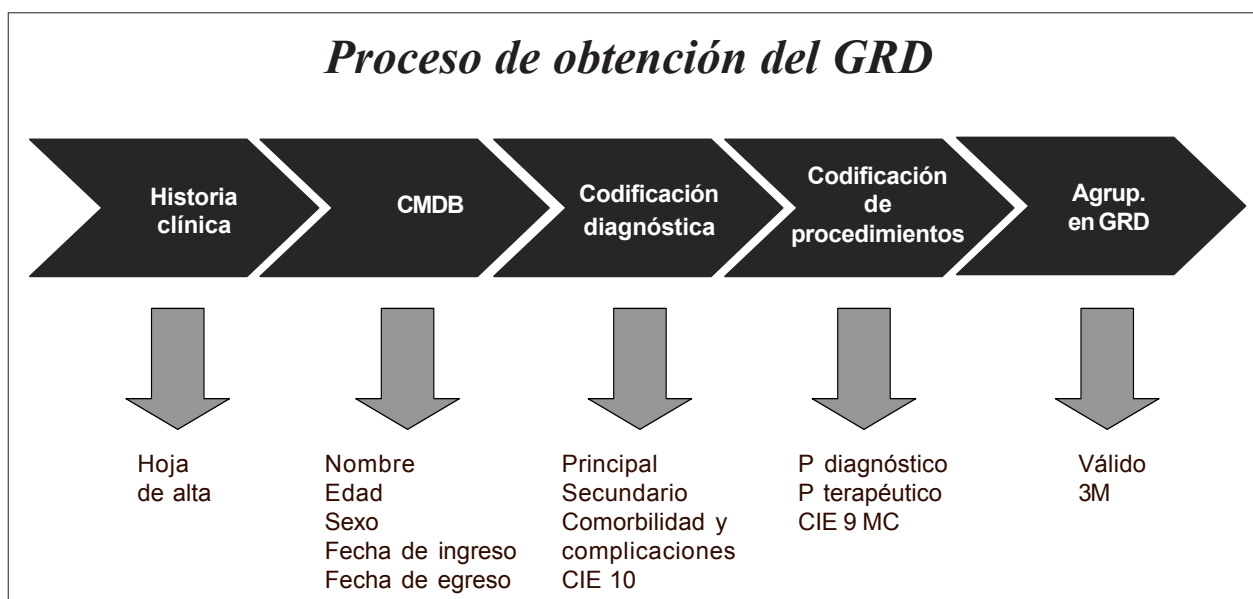 Proceso de obtención del GRD
Historia
clínica
CMDB
Codificación
diagnóstica
Codificación
de
procedimientos
Agrup.
en GRD
Hoja
de alta
Nombre
Edad
Sexo
Fecha de ingreso
Fecha de egreso
Principal
Secundario
Comorbilidad y
complicaciones
CIE 10
P diagnóstico
P terapéutico
CIE 9 MC
Válido
3M